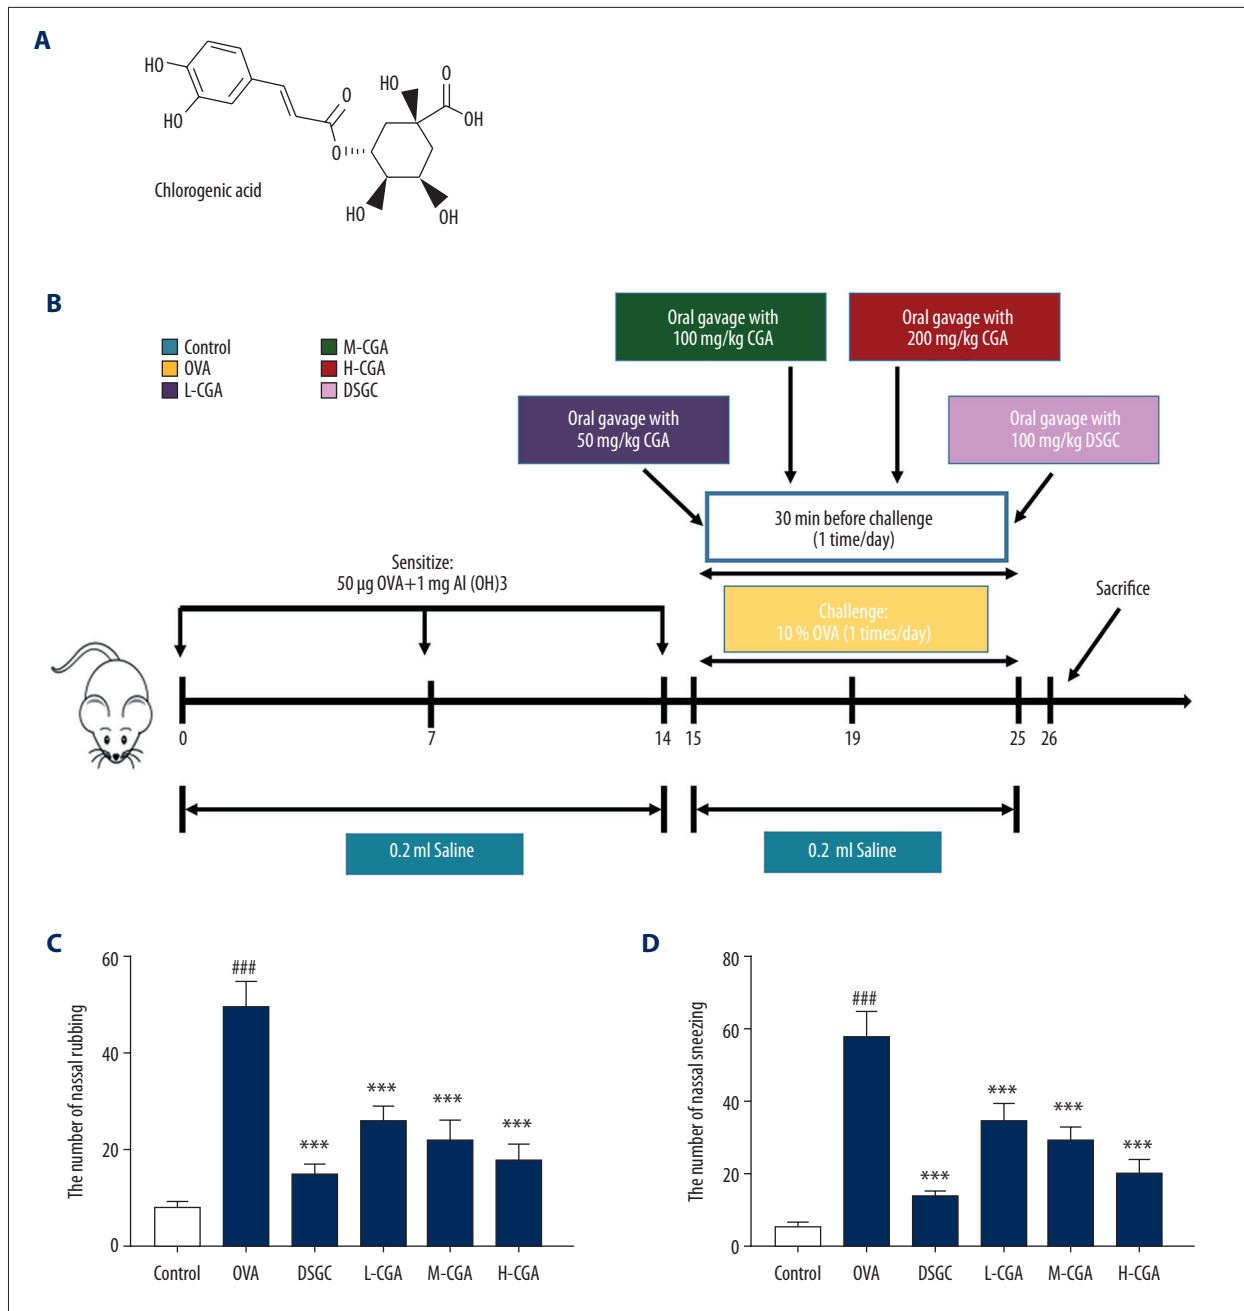 A
HO
HO
O
O
HO
O
OH
HO
OH
Chlorogenic acid
B
Control
OVA
L-CGA
M-CGA
H-CGA
DSGC
Oral gavage with
100 mg/kg CGA
Oral gavage with
200 mg/kg CGA
Oral gavage with
50 mg/kg CGA
Oral gavage with
100 mg/kg DSGC
30 min before challenge
(1 time/day)
Sensitize:
50 µg OVA+1 mg Al (OH)3
Challenge:
10 % OVA (1 times/day)
Sacrifice
0 7 14 15 19 25 26
0.2 ml Saline
0.2 ml Saline
C
The number of nassal rubbing
60
40
20
0
###
***
***
***
***
Control OVA DSGC L-CGA M-CGA H-CGA
D
The number of nassal sneezing
80
60
40
20
0
###
***
***
***
***
Control OVA DSGC L-CGA M-CGA H-CGA